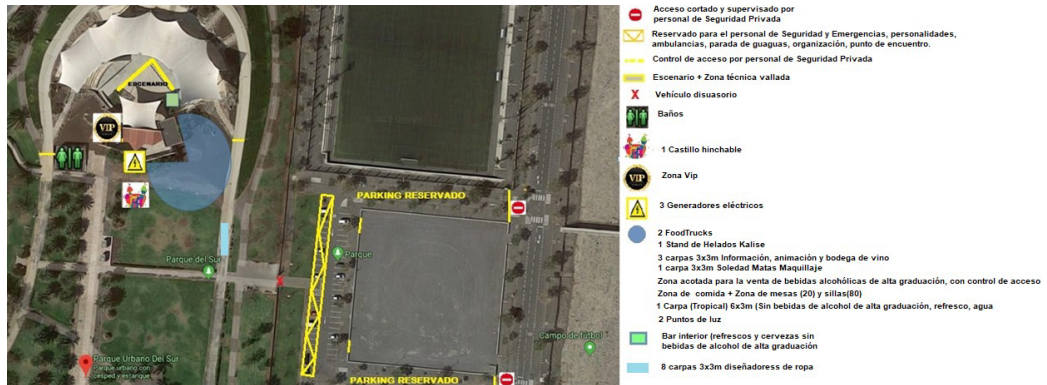 ESCENARIO
VIP
PARKING RESERVADO
Parque
Parque del Sur
Campo de fútbol
Parque Urbano Del Sur
Parque urbano con
césped y estanque
PARKING RESERVADO
Acceso cortado y supervisado por
personal de Seguridad Privada
Reservado para el personal de Seguridad y Emergencias, personalidades,
ambulancias, parada de guaguas, organización, punto de encuentro.
Control de acceso por personal de Seguridad Privada
Escenario + Zona técnica vallada
X Vehículo disuasorio
Baños
1 Castillo hinchable
VIP Zona Vip
3 Generadores eléctricos
2 FoodTrucks
1 Stand de Helados Kalise
3 carpas 3x3m Información, animación y bodega de vino
1 carpa 3x3m Soledad Matas Maquillaje
Zona acotada para la venta de bebidas alcohólicas de alta graduación, con control de acceso
Zona de comida + Zona de mesas (20) y sillas(80)
1 Carpa (Tropical) 6x3m (Sin bebidas de alcohol de alta graduación, refresco, agua
2 Puntos de luz
Bar interior (refrescos y cervezas sin
bebidas de alcohol de alta graduación
8 carpas 3x3m diseñadoress de ropa